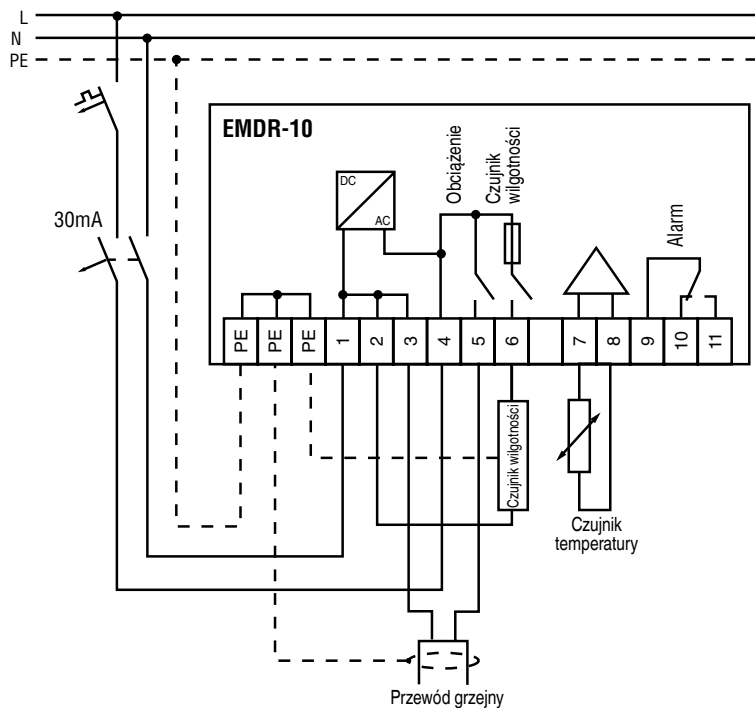 L
N
PE
EMDR-10
DC
AC
Obciążenie
Czujnik
wilgotności
Alarm
30mA
PE
PE
PE
1
2
3
4
5
6
7
8
9
10
11
Czujnik wilgotności
Czujnik
temperatury
Przewód grzejny